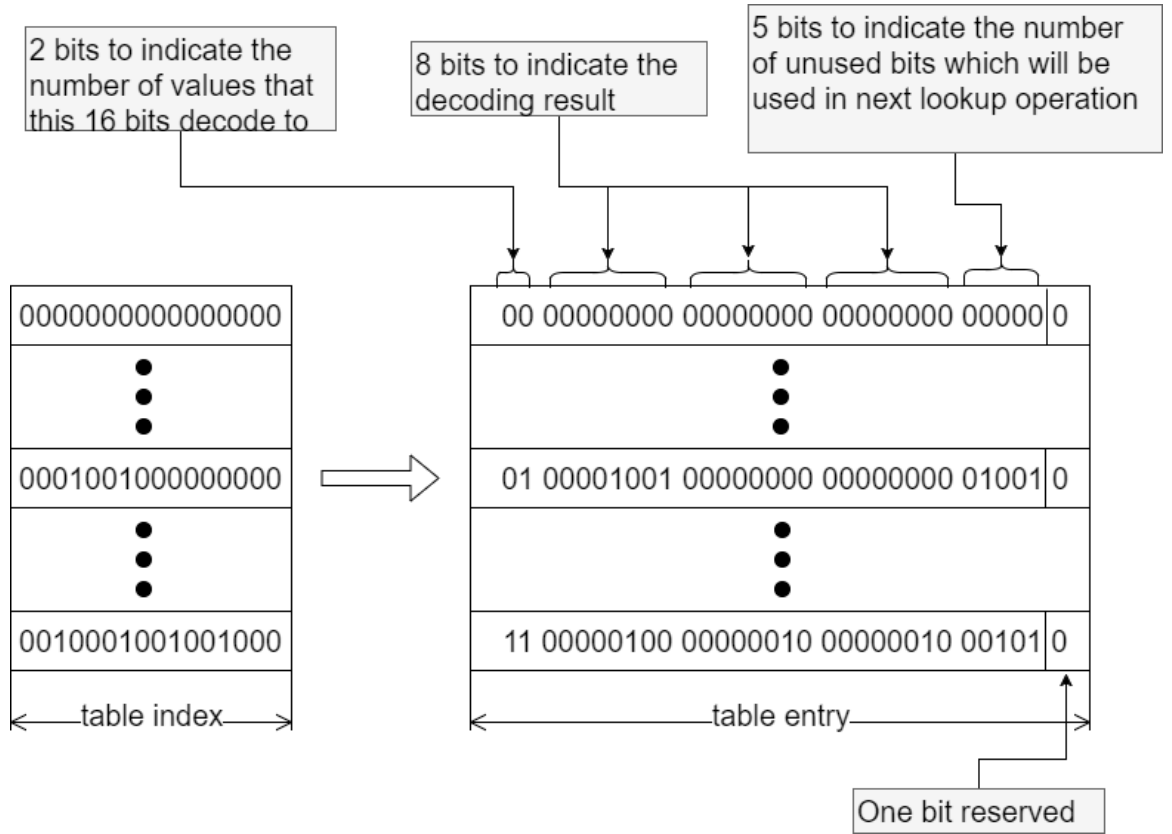 2 bits to indicate the
number of values that
this 16 bits decode to
8 bits to indicate the
decoding result
5 bits to indicate the number
of unused bits which will be
used in next lookup operation
0000000000000000
00 00000000 00000000 00000000 00000 0
0001001000000000
01 00001001 00000000 00000000 01001 0
0010001001001000
11 00000100 00000010 00000010 00101 0
table index
table entry
One bit reserved